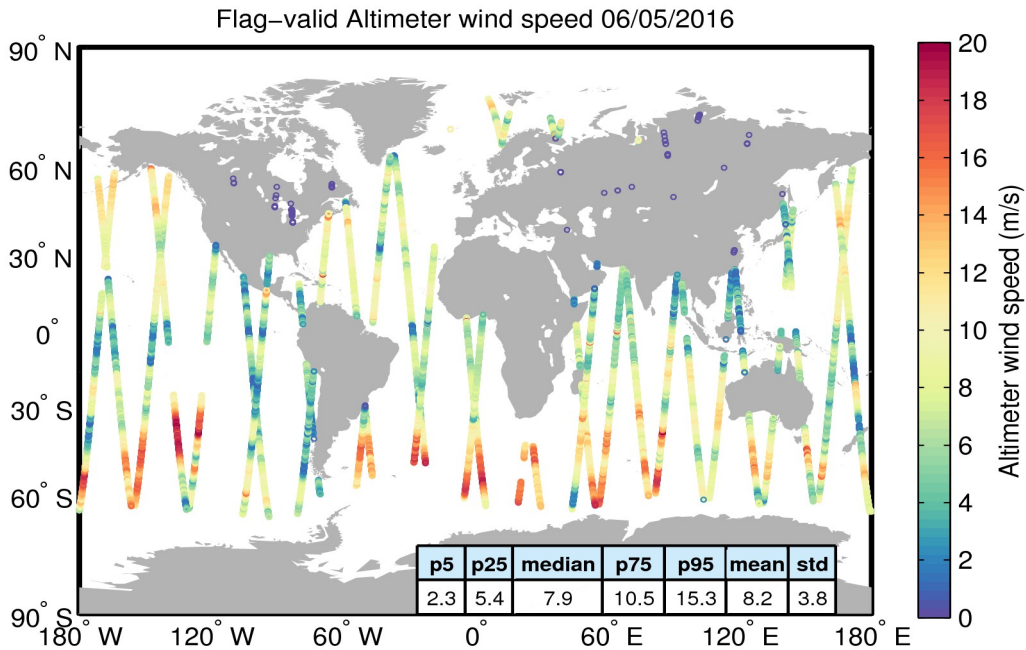 Flag−valid Altimeter wind speed 06/05/2016
90° N
60° N
30° N
0°
30° S
60° S
90° S
180° W
120° W
60° W
0°
60° E
120° E
180° E
p5 p25 median p75 p95 mean std
2.3 5.4 7.9 10.5 15.3 8.2 3.8
20
18
16
14
12
10
8
6
4
2
0
Altimeter wind speed (m/s)